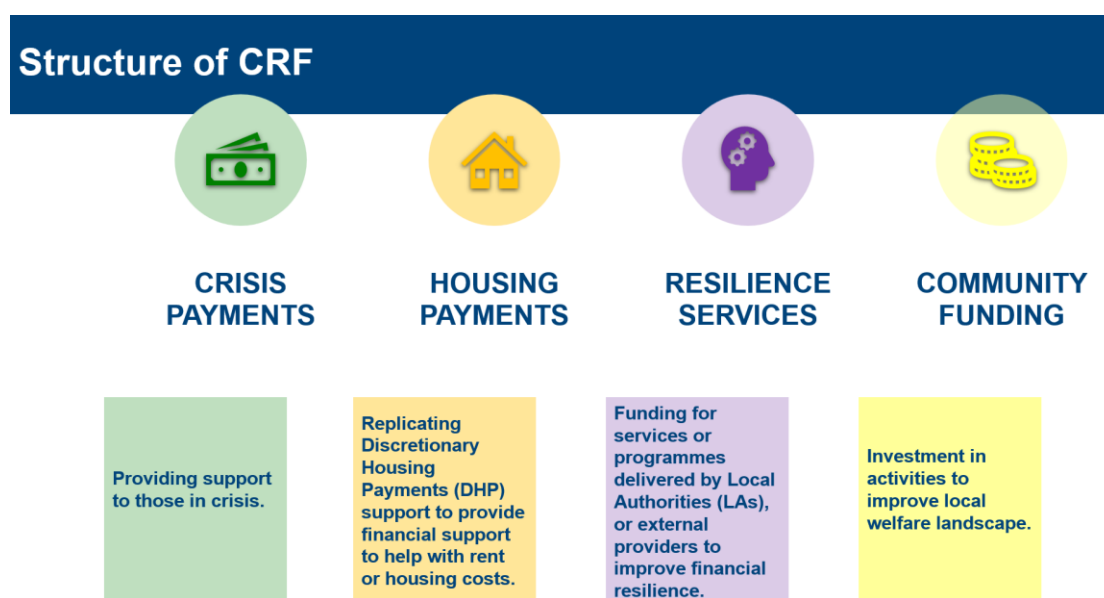 Structure of CRF
CRISIS
PAYMENTS
HOUSING
PAYMENTS
RESILIENCE
SERVICES
COMMUNITY
FUNDING
Providing support
to those in crisis.
Replicating
Discretionary
Housing
Payments (DHP)
support to provide
financial support
to help with rent
or housing costs.
Funding for
services or
programmes
delivered by Local
Authorities (LAs),
or external
providers to
improve financial
resilience.
Investment in
activities to
improve local
welfare landscape.